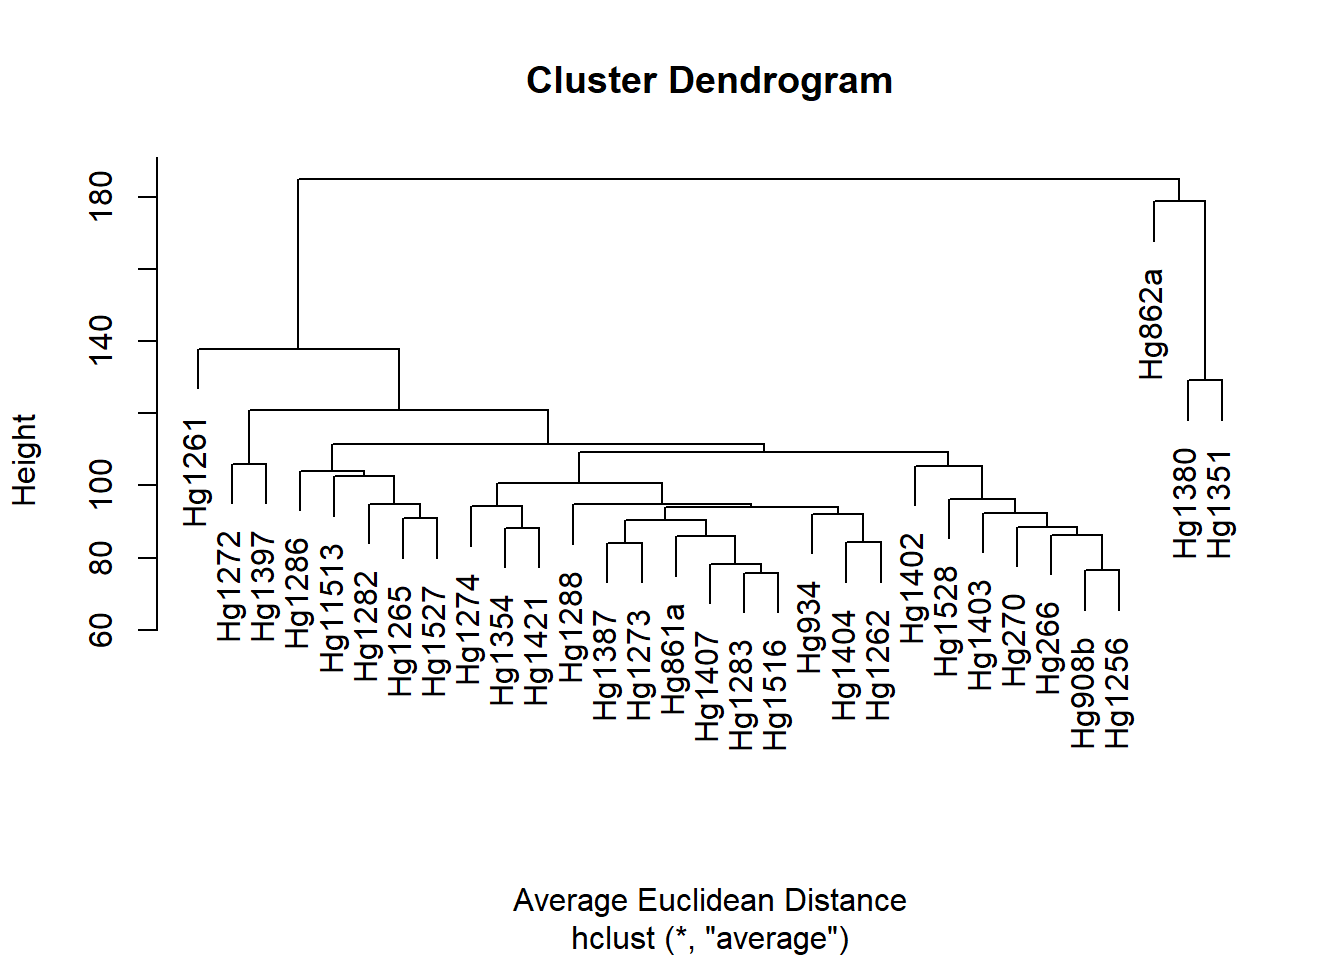 Cluster Dendrogram
Height
180
140
100
80
60
Hg1261
Hg1272
Hg1397
Hg1286
Hg11513
Hg1282
Hg1265
Hg1527
Hg1274
Hg1354
Hg1421
Hg1288
Hg1387
Hg1273
Hg861a
Hg1407
Hg1283
Hg1516
Hg934
Hg1404
Hg1262
Hg1402
Hg1528
Hg1403
Hg270
Hg266
Hg908b
Hg1256
Hg862a
Hg1380
Hg1351
Average Euclidean Distance
hclust (*, "average")